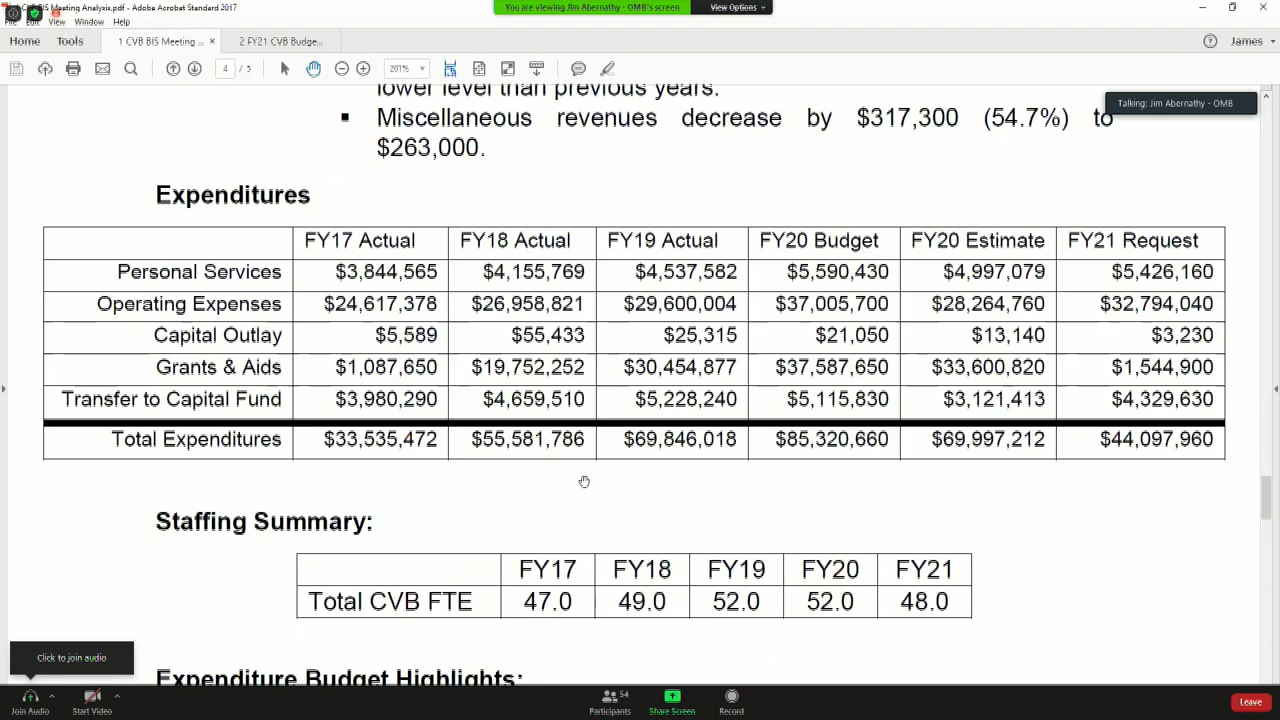 CVB BIS Meeting Analysis.pdf - Adobe Acrobat Standard 2017
You are viewing Jim Abernathy - OMB's screen
View Options
File Edit View Window Help
Home Tools
1 CVB BIS Meeting ... ×
2 FY21 CVB Budge...
James
4 / 5
201%
Talking: Jim Abernathy - OMB
lower level than previous years.
▪ Miscellaneous revenues decrease by $317,300 (54.7%) to
$263,000.
Expenditures
FY17 Actual FY18 Actual FY19 Actual FY20 Budget FY20 Estimate FY21 Request
Personal Services $3,844,565 $4,155,769 $4,537,582 $5,590,430 $4,997,079 $5,426,160
Operating Expenses $24,617,378 $26,958,821 $29,600,004 $37,005,700 $28,264,760 $32,794,040
Capital Outlay $5,589 $55,433 $25,315 $21,050 $13,140 $3,230
Grants & Aids $1,087,650 $19,752,252 $30,454,877 $37,587,650 $33,600,820 $1,544,900
Transfer to Capital Fund $3,980,290 $4,659,510 $5,228,240 $5,115,830 $3,121,413 $4,329,630
Total Expenditures $33,535,472 $55,581,786 $69,846,018 $85,320,660 $69,997,212 $44,097,960
Staffing Summary:
FY17 FY18 FY19 FY20 FY21
Total CVB FTE 47.0 49.0 52.0 52.0 48.0
Expenditure Budget Highlights:
Click to join audio
54
Join Audio Start Video Participants Share Screen Record Leave